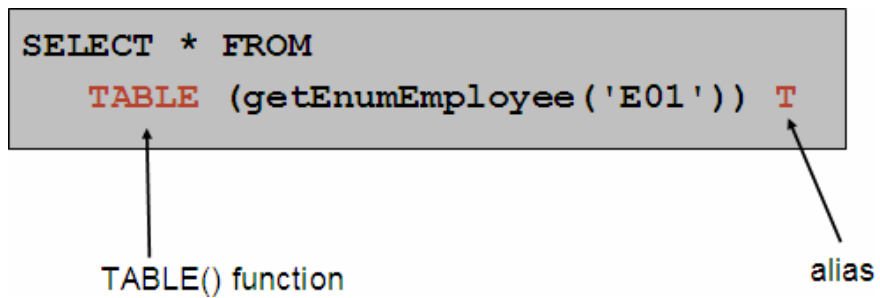 SELECT * FROM
TABLE (getEnumEmployee('E01')) T
TABLE() function
alias